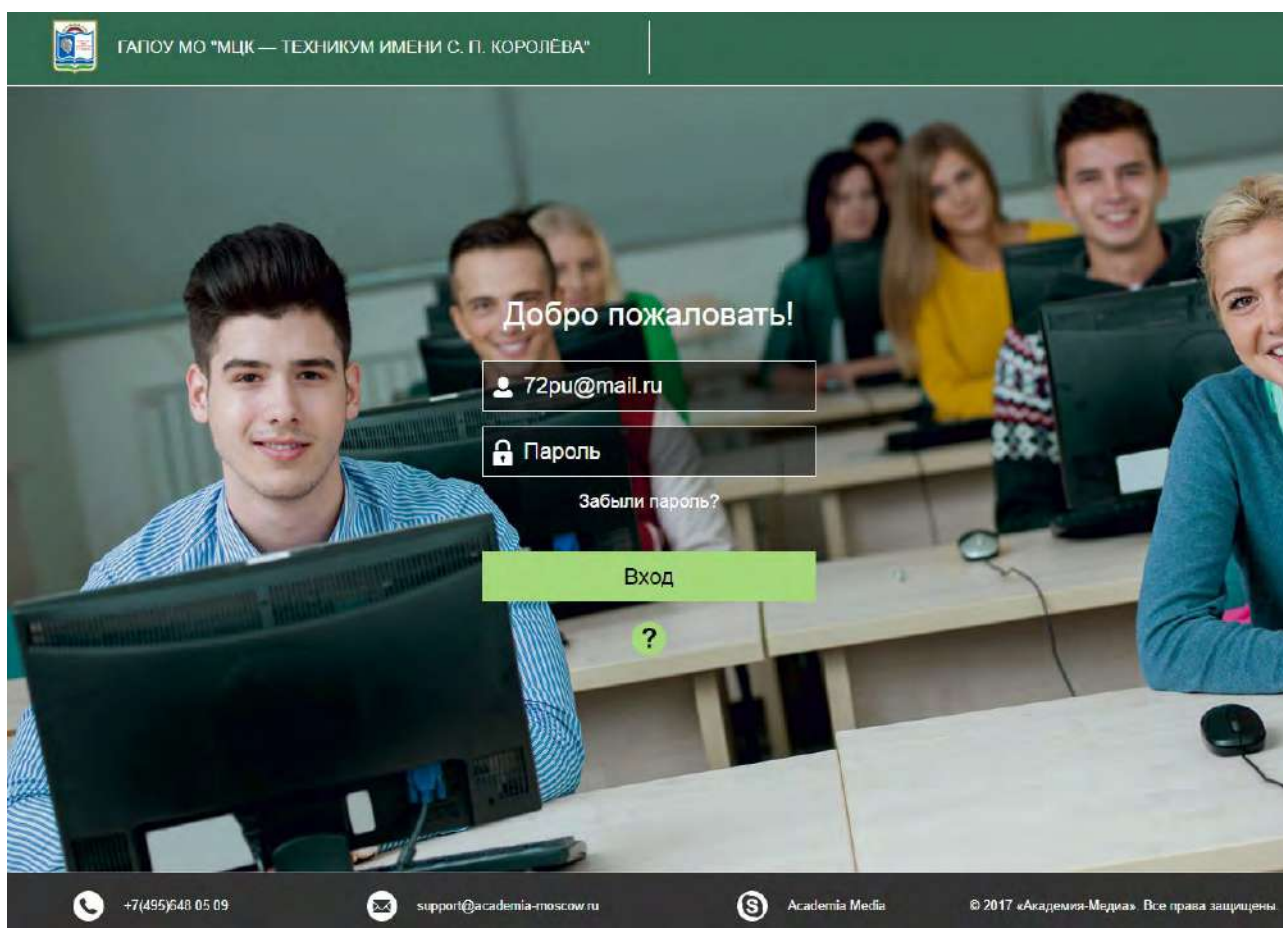 ГАПОУ МО "МЦК — ТЕХНИКУМ ИМЕНИ С. П. КОРОЛЁВА"
Добро пожаловать!
72pu@mail.ru
Пароль
Забыли пароль?
Вход
?
+7(495)648 05 09
support@academia-moscow.ru
Academia Media
© 2017 «Академия-Медиа». Все права защищены.